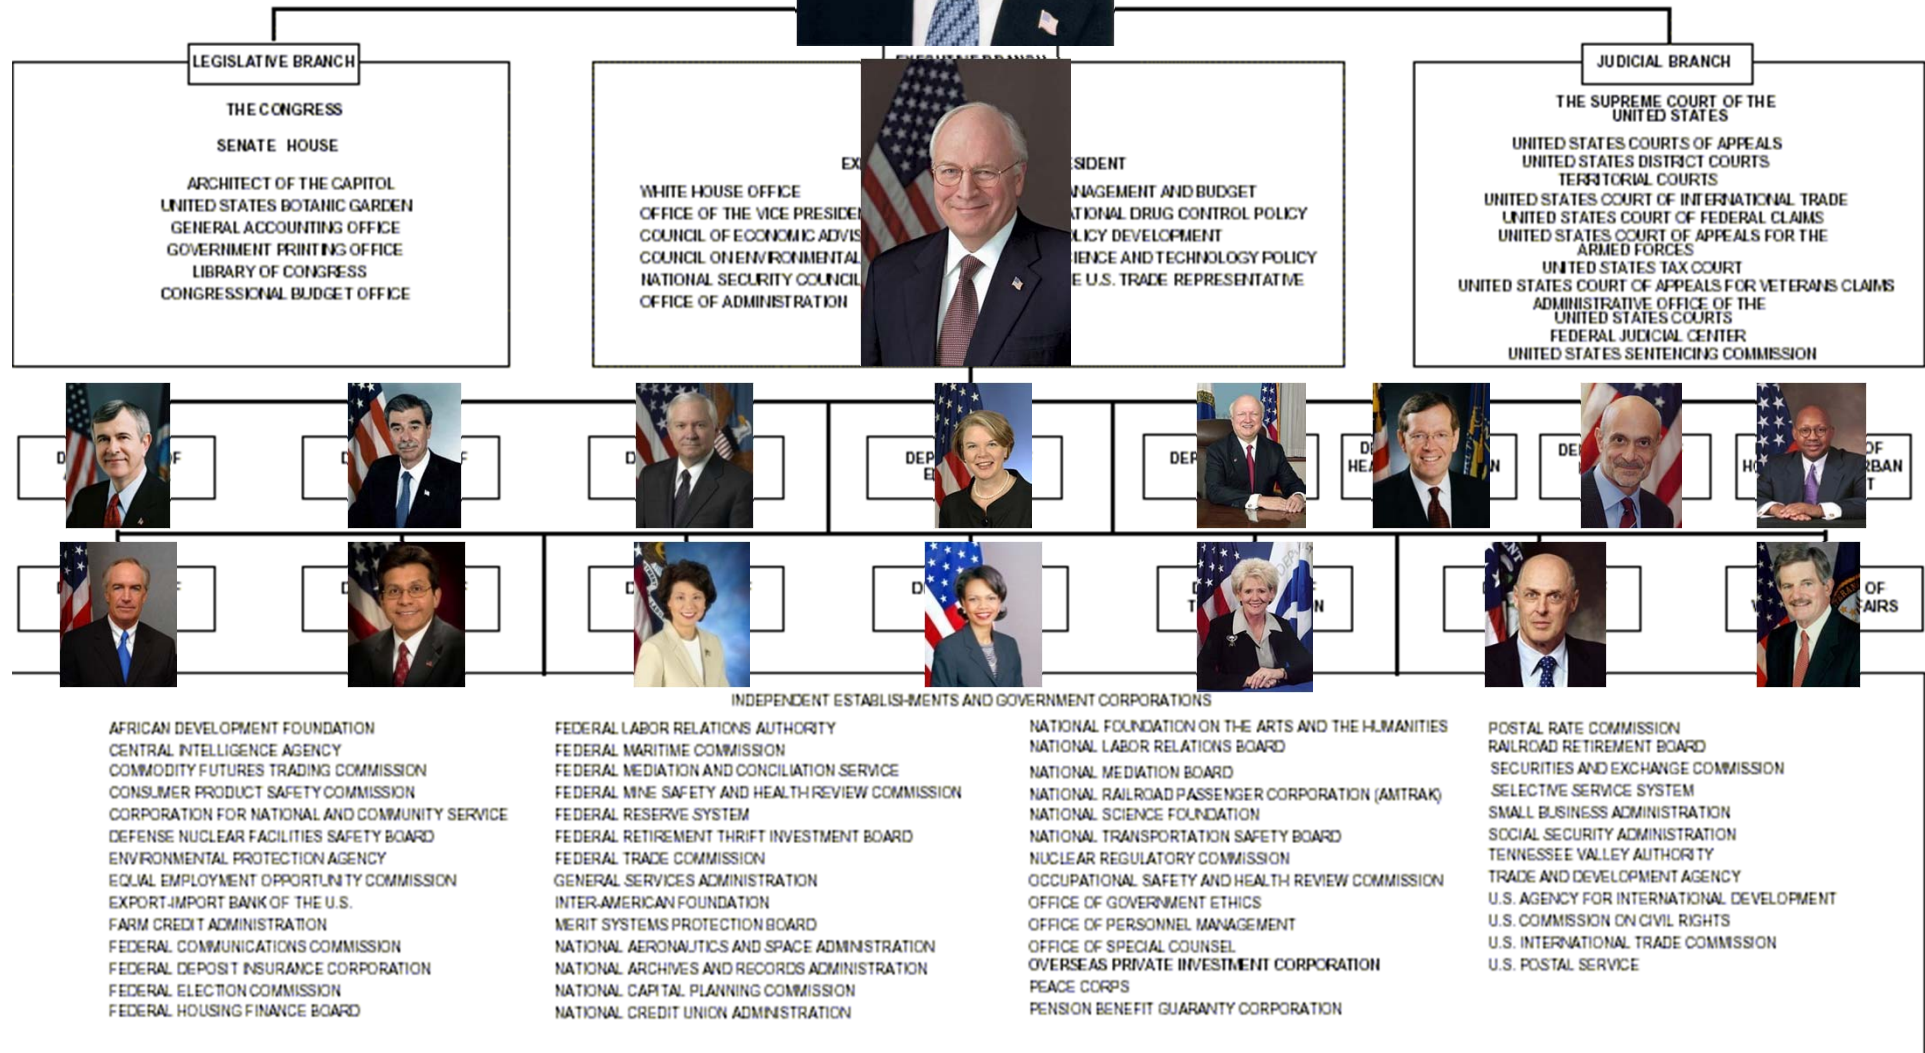 LEGISLATIVE BRANCH
THE CONGRESS
SENATE HOUSE
ARCHITECT OF THE CAPITOL
UNITED STATES BOTANIC GARDEN
GENERAL ACCOUNTING OFFICE
GOVERNMENT PRINTING OFFICE
LIBRARY OF CONGRESS
CONGRESSIONAL BUDGET OFFICE
EXECUTIVE BRANCH
WHITE HOUSE OFFICE
OFFICE OF THE VICE
COUNCIL OF ECONOMIC
COUNCIL ON ENVIRONMENTAL
NATIONAL SECURITY COUNCIL
OFFICE OF ADMINISTRATION
AND BUDGET
DRUG CONTROL POLICY
DEVELOPMENT
AND TECHNOLOGY POLICY
U.S. TRADE REPRESENTATIVE
JUDICIAL BRANCH
THE SUPREME COURT OF THE
UNITED STATES
UNITED STATES COURTS OF APPEALS
UNITED STATES DISTRICT COURTS
TERRITORIAL COURTS
UNITED STATES COURT OF INTERNATIONAL TRADE
UNITED STATES COURT OF FEDERAL CLAIMS
UNITED STATES COURT OF APPEALS FOR THE
ARMED FORCES
UNITED STATES TAX COURT
UNITED STATES COURT OF APPEALS FOR VETERANS CLAIMS
ADMINISTRATIVE OFFICE OF THE
UNITED STATES COURTS
FEDERAL JUDICIAL CENTER
UNITED STATES SENTENCING COMMISSION
OF
OF
INDEPENDENT ESTABLISHMENTS AND GOVERNMENT CORPORATIONS
AFRICAN DEVELOPMENT FOUNDATION
CENTRAL INTELLIGENCE AGENCY
COMMODITY FUTURES TRADING COMMISSION
CONSUMER PRODUCT SAFETY COMMISSION
CORPORATION FOR NATIONAL AND COMMUNITY SERVICE
DEFENSE NUCLEAR FACILITIES SAFETY BOARD
ENVIRONMENTAL PROTECTION AGENCY
EQUAL EMPLOYMENT OPPORTUNITY COMMISSION
EXPORT-IMPORT BANK OF THE U.S.
FARM CREDIT ADMINISTRATION
FEDERAL COMMUNICATIONS COMMISSION
FEDERAL DEPOSIT INSURANCE CORPORATION
FEDERAL ELECTION COMMISSION
FEDERAL HOUSING FINANCE BOARD
FEDERAL LABOR RELATIONS AUTHORITY
FEDERAL MARITIME COMMISSION
FEDERAL MEDIATION AND CONCILIATION SERVICE
FEDERAL MINE SAFETY AND HEALTH REVIEW COMMISSION
FEDERAL RESERVE SYSTEM
FEDERAL RETIREMENT THRIFT INVESTMENT BOARD
FEDERAL TRADE COMMISSION
GENERAL SERVICES ADMINISTRATION
INTER-AMERICAN FOUNDATION
MERIT SYSTEMS PROTECTION BOARD
NATIONAL AERONAUTICS AND SPACE ADMINISTRATION
NATIONAL ARCHIVES AND RECORDS ADMINISTRATION
NATIONAL CAPITAL PLANNING COMMISSION
NATIONAL CREDIT UNION ADMINISTRATION
NATIONAL FOUNDATION ON THE ARTS AND THE HUMANITIES
NATIONAL LABOR RELATIONS BOARD
NATIONAL MEDIATION BOARD
NATIONAL RAILROAD PASSENGER CORPORATION (AMTRAK)
NATIONAL SCIENCE FOUNDATION
NATIONAL TRANSPORTATION SAFETY BOARD
NUCLEAR REGULATORY COMMISSION
OCCUPATIONAL SAFETY AND HEALTH REVIEW COMMISSION
OFFICE OF GOVERNMENT ETHICS
OFFICE OF PERSONNEL MANAGEMENT
OFFICE OF SPECIAL COUNSEL
OVERSEAS PRIVATE INVESTMENT CORPORATION
PEACE CORPS
PENSION BENEFIT GUARANTY CORPORATION
POSTAL RATE COMMISSION
RAILROAD RETIREMENT BOARD
SECURITIES AND EXCHANGE COMMISSION
SELECTIVE SERVICE SYSTEM
SMALL BUSINESS ADMINISTRATION
SOCIAL SECURITY ADMINISTRATION
TENNESSEE VALLEY AUTHORITY
TRADE AND DEVELOPMENT AGENCY
U.S. AGENCY FOR INTERNATIONAL DEVELOPMENT
U.S. COMMISSION ON CIVIL RIGHTS
U.S. INTERNATIONAL TRADE COMMISSION
U.S. POSTAL SERVICE